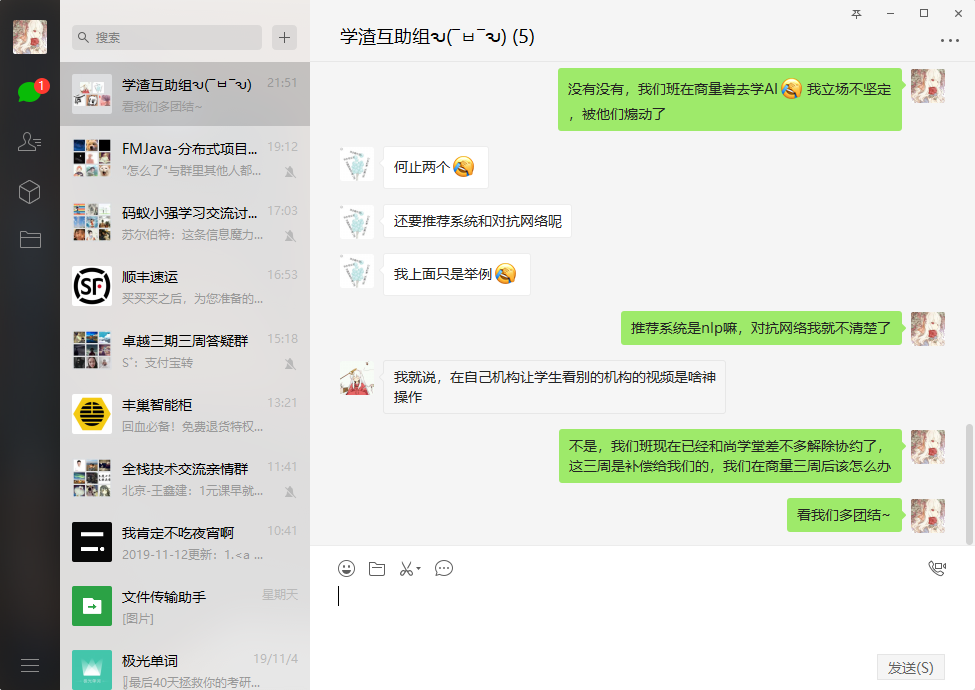 搜索
1
学渣互助组ԅ(¯ㅂ¯ԅ)
21:51
看我们多团结~
FMJava-分布式项目...
19:12
"怎么了"与群里其他人都...
码蚁小强学习交流讨...
17:03
苏尔伯特：这条信息魔力...
顺丰速运
16:53
买买买之后，为您准备的...
卓越三期三周答疑群
15:18
S՞：支付宝转
丰巢智能柜
13:21
回血必备！免费退货特权...
全栈技术交流亲情群
11:41
北京-王鑫建：1元课早就...
我肯定不吃夜宵啊
10:41
2019-11-12更新：1.<a ...
文件传输助手
星期天
[图片]
极光单词
19/11/4
最后40天拯救你的考研...
学渣互助组ԅ(¯ㅂ¯ԅ) (5)
没有没有，我们班在商量着去学AI🤣 我立场不坚定
，被他们煽动了
何止两个🤣
还要推荐系统和对抗网络呢
我上面只是举例🤣
推荐系统是nlp嘛，对抗网络我就不清楚了
我就说，在自己机构让学生看别的机构的视频是啥神
操作
不是，我们班现在已经和尚学堂差不多解除协约了，
这三周是补偿给我们的，我们在商量三周后该怎么办
看我们多团结~
发送(S)
SF